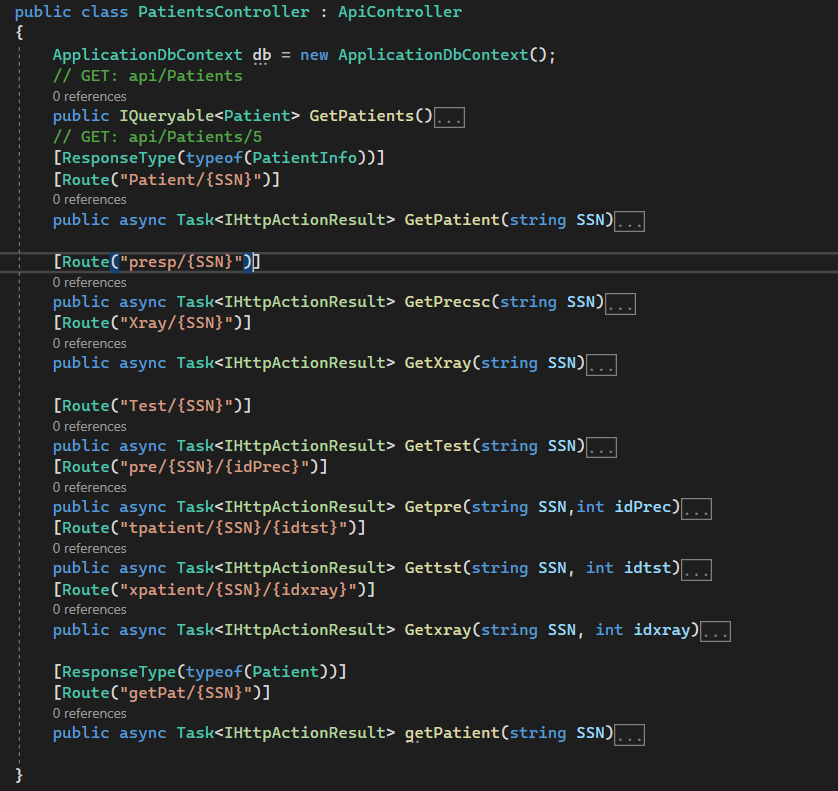 public class PatientsController : ApiController
{
ApplicationDbContext db = new ApplicationDbContext();
// GET: api/Patients
0 references
public IQueryable<Patient> GetPatients()...
// GET: api/Patients/5
[ResponseType(typeof(PatientInfo))]
[Route("Patient/{SSN}")]
0 references
public async Task<IHttpActionResult> GetPatient(string SSN)...
[Route("presp/{SSN}")]
0 references
public async Task<IHttpActionResult> GetPrecsc(string SSN)...
[Route("Xray/{SSN}")]
0 references
public async Task<IHttpActionResult> GetXray(string SSN)...
[Route("Test/{SSN}")]
0 references
public async Task<IHttpActionResult> GetTest(string SSN)...
[Route("pre/{SSN}/{idPrec}")]
0 references
public async Task<IHttpActionResult> Getpre(string SSN,int idPrec)...
[Route("tpatient/{SSN}/{idtst}")]
0 references
public async Task<IHttpActionResult> Gettst(string SSN, int idtst)...
[Route("xpatient/{SSN}/{idxray}")]
0 references
public async Task<IHttpActionResult> Getxray(string SSN, int idxray)...
[ResponseType(typeof(Patient))]
[Route("getPat/{SSN}")]
0 references
public async Task<IHttpActionResult> getPatient(string SSN)...
}